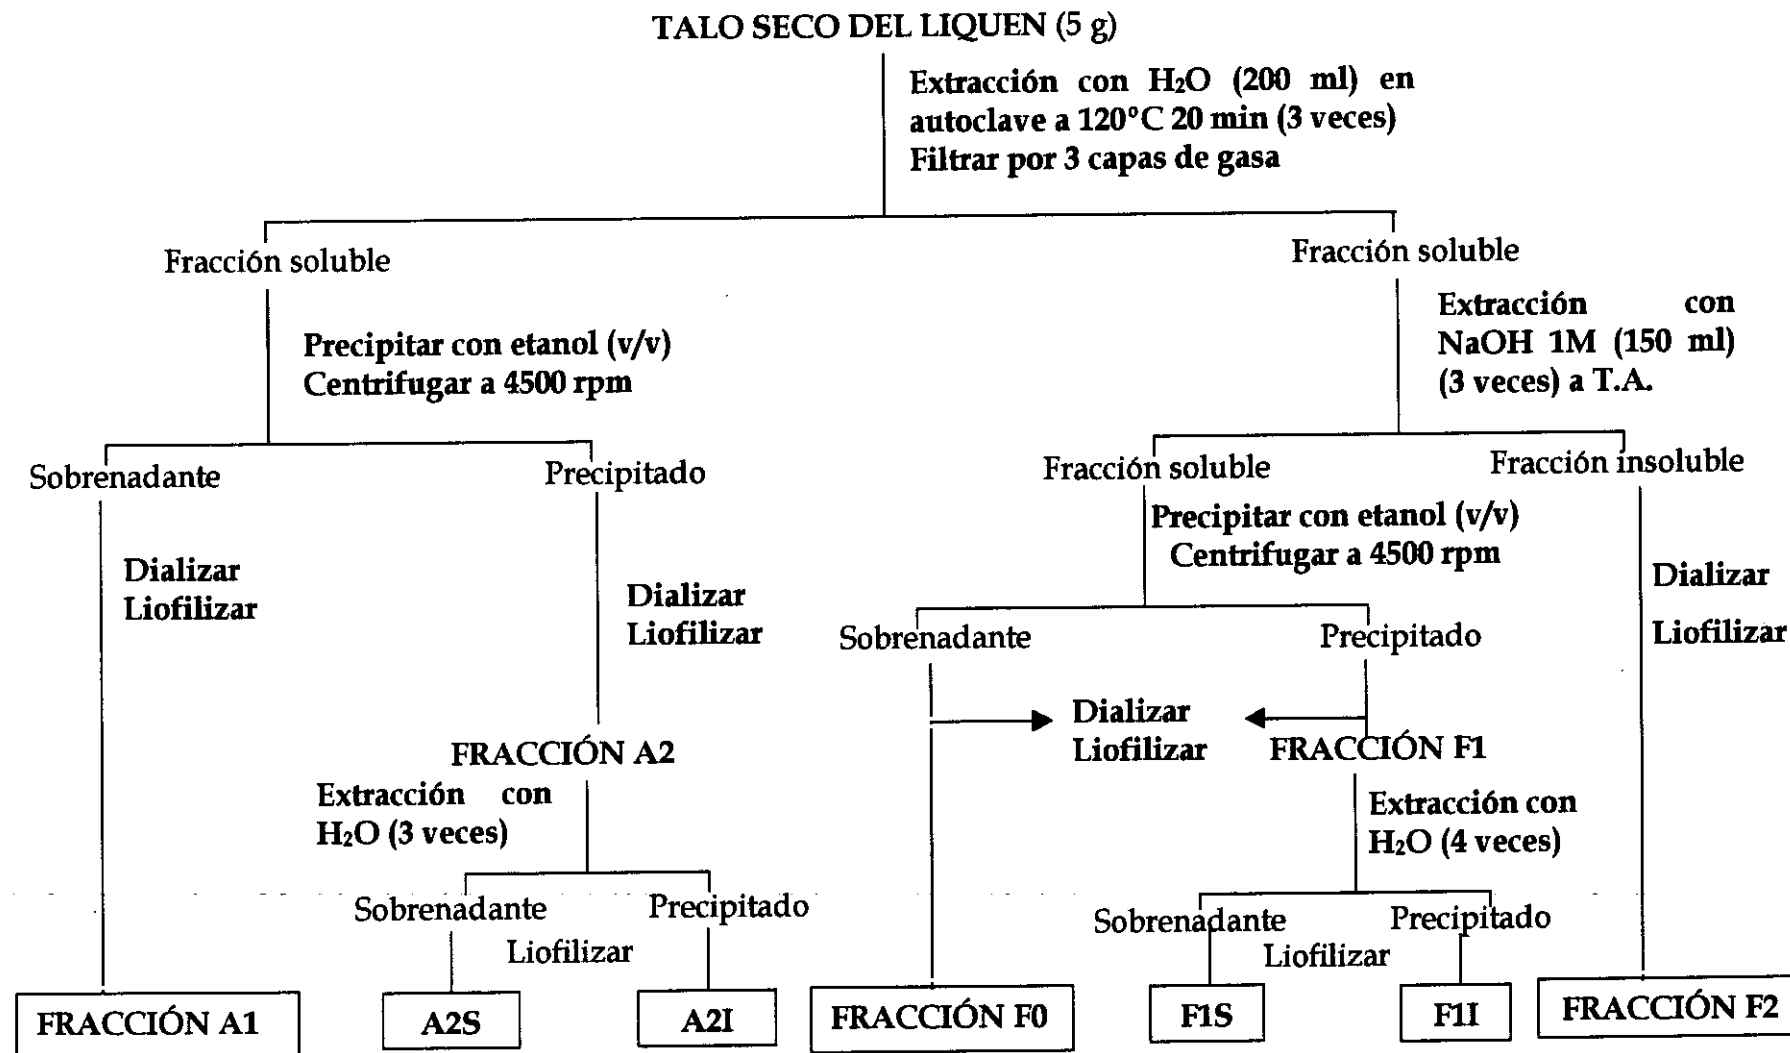 TALO SECO DEL LIQUEN (5 g)
Extracción con H₂O (200 ml) en
autoclave a 120°C 20 min (3 veces)
Filtrar por 3 capas de gasa
Fracción soluble
Fracción soluble
Precipitar con etanol (v/v)
Centrifugar a 4500 rpm
Extracción con
NaOH 1M (150 ml)
(3 veces) a T.A.
Sobrenadante
Precipitado
Fracción soluble
Fracción insoluble
Precipitar con etanol (v/v)
Centrifugar a 4500 rpm
Dializar
Liofilizar
Dializar
Liofilizar
Dializar
Liofilizar
Sobrenadante
Precipitado
Dializar
Liofilizar
FRACCIÓN A2
FRACCIÓN F1
Extracción con
H₂O (3 veces)
Extracción con
H₂O (4 veces)
Sobrenadante
Precipitado
Liofilizar
Sobrenadante
Precipitado
Liofilizar
FRACCIÓN A1
A2S
A2I
FRACCIÓN F0
F1S
F1I
FRACCIÓN F2